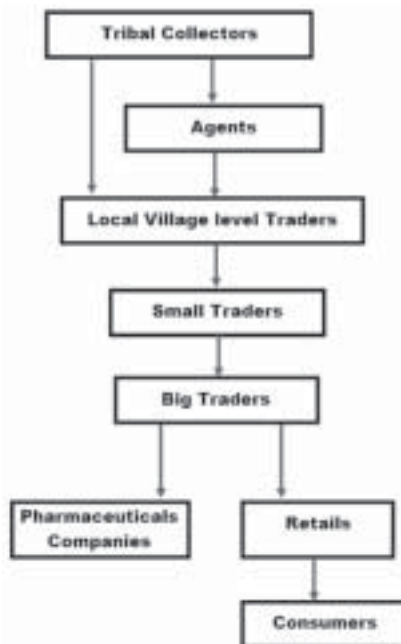 Tribal Collectors
Agents
Local Village level Traders
Small Traders
Big Traders
Pharmaceuticals
Companies
Retails
Consumers